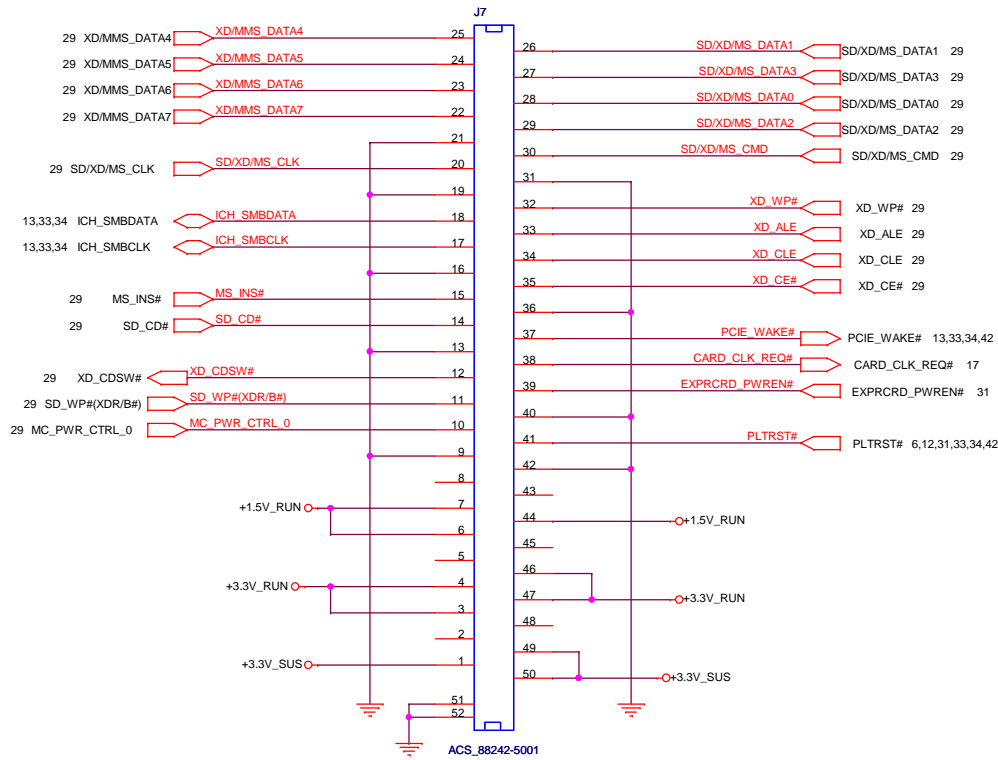 J7
29 XD/MMS_DATA4 XD/MMS_DATA4 25
29 XD/MMS_DATA5 XD/MMS_DATA5 24
29 XD/MMS_DATA6 XD/MMS_DATA6 23
29 XD/MMS_DATA7 XD/MMS_DATA7 22
21
29 SD/XD/MS_CLK SD/XD/MS_CLK 20
19
13,33,34 ICH_SMBDATA ICH_SMBDATA 18
13,33,34 ICH_SMBCLK ICH_SMBCLK 17
16
29 MS_INS# MS_INS# 15
29 SD_CD# SD_CD# 14
13
29 XD_CDSW# XD_CDSW# 12
29 SD_WP#(XDR/B#) SD_WP#(XDR/B#) 11
29 MC_PWR_CTRL_0 MC_PWR_CTRL_0 10
9
8
+1.5V_RUN 7
6
5
+3.3V_RUN 4
3
2
+3.3V_SUS 1
51
52
26 SD/XD/MS_DATA1 SD/XD/MS_DATA1 29
27 SD/XD/MS_DATA3 SD/XD/MS_DATA3 29
28 SD/XD/MS_DATA0 SD/XD/MS_DATA0 29
29 SD/XD/MS_DATA2 SD/XD/MS_DATA2 29
30 SD/XD/MS_CMD SD/XD/MS_CMD 29
31
32 XD_WP# XD_WP# 29
33 XD_ALE XD_ALE 29
34 XD_CLE XD_CLE 29
35 XD_CE# XD_CE# 29
36
37 PCIE_WAKE# PCIE_WAKE# 13,33,34,42
38 CARD_CLK_REQ# CARD_CLK_REQ# 17
39 EXPRCRD_PWREN# EXPRCRD_PWREN# 31
40
41 PLTRST# PLTRST# 6,12,31,33,34,42
42
43
44 +1.5V_RUN
45
46
47 +3.3V_RUN
48
49
50 +3.3V_SUS
ACS_88242-5001